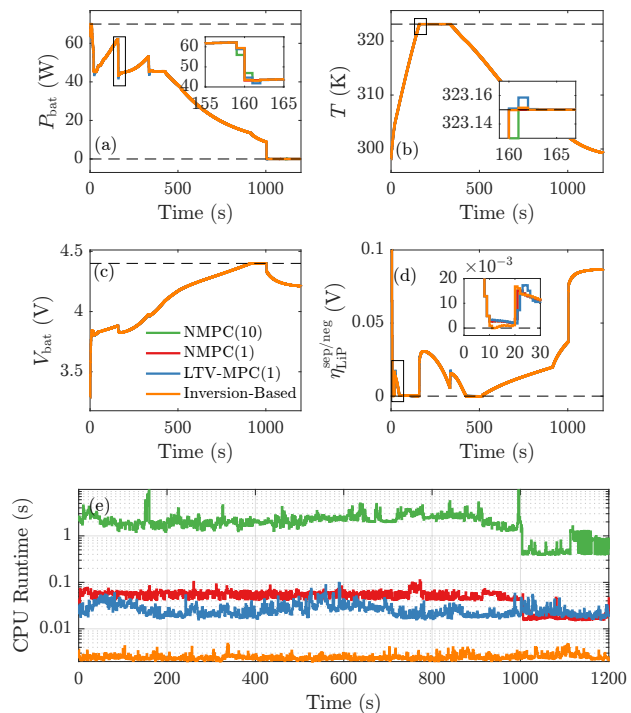 80
60
40
20
0
P_bat (W)
60
50
40
155 160 165
(a)
0 500 1000
Time (s)
323
300
T (K)
323.16
323.14
160 165
(b)
0 500 1000
Time (s)
4.5
4
3.5
V_bat (V)
(c)
NMPC(10)
NMPC(1)
LTV-MPC(1)
Inversion-Based
0 500 1000
Time (s)
0.1
0.05
0
η_LiP^sep/neg (V)
(d)
×10^-3
20
10
0
10 20 30
0 500 1000
Time (s)
(e)
1
0.1
0.01
CPU Runtime (s)
0 200 400 600 800 1000 1200
Time (s)